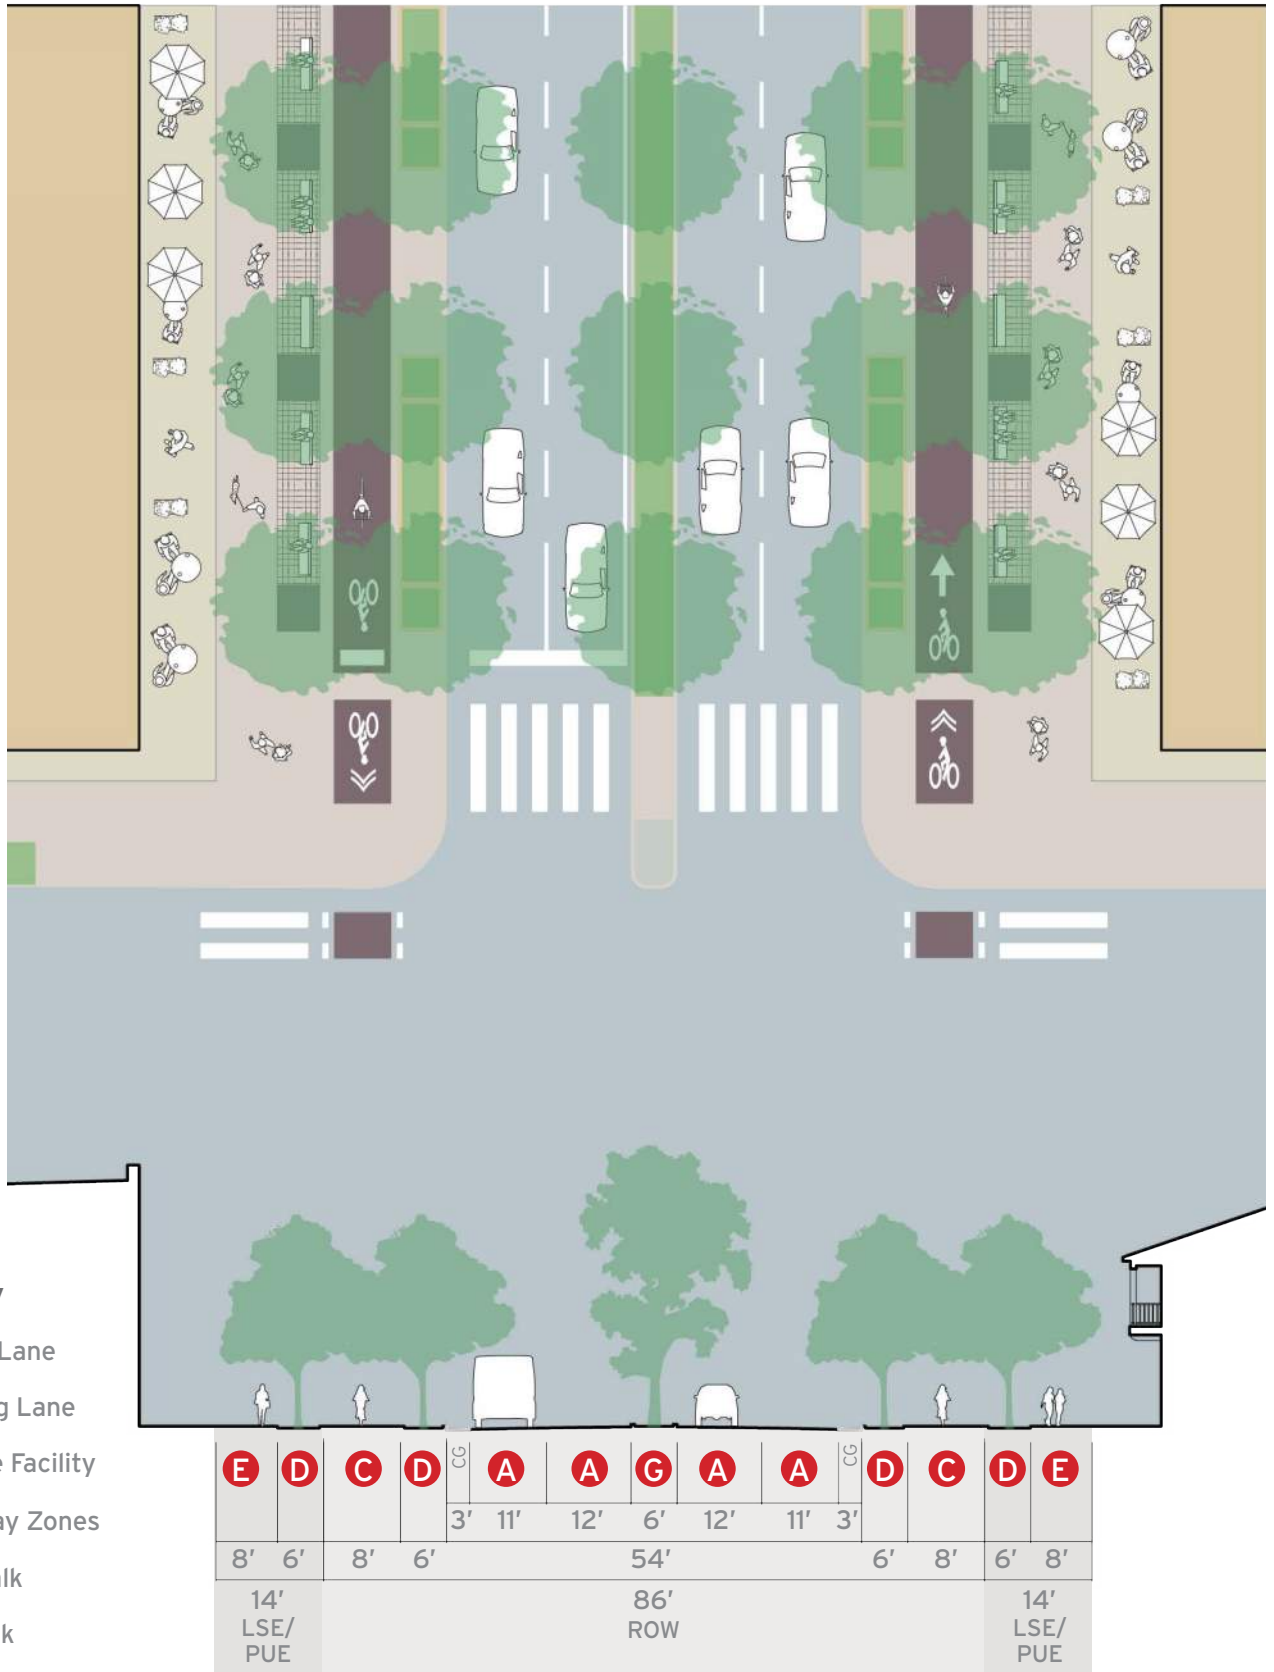 y
Lane
g Lane
e Facility
ay Zones
alk
k
E D C D CG A A G A A CG D C D E
3' 11' 12' 6' 12' 11' 3'
8' 6' 8' 6' 54' 6' 8' 6' 8'
14' 86' 14'
LSE/ ROW LSE/
PUE PUE